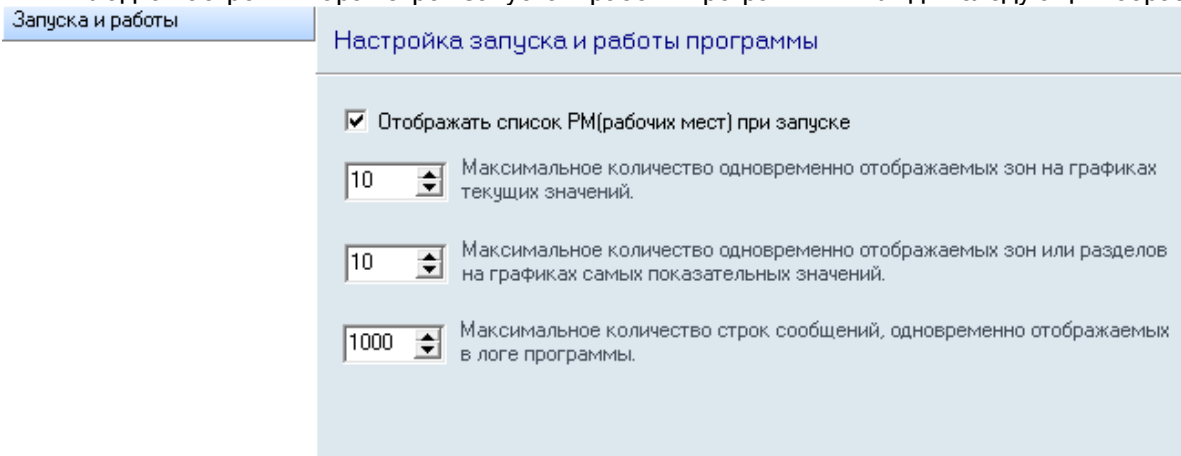 Запуска и работы
Настройка запуска и работы программы
Отображать список РМ(рабочих мест) при запуске
10
Максимальное количество одновременно отображаемых зон на графиках
текущих значений.
10
Максимальное количество одновременно отображаемых зон или разделов
на графиках самых показательных значений.
1000
Максимальное количество строк сообщений, одновременно отображаемых
в логе программы.